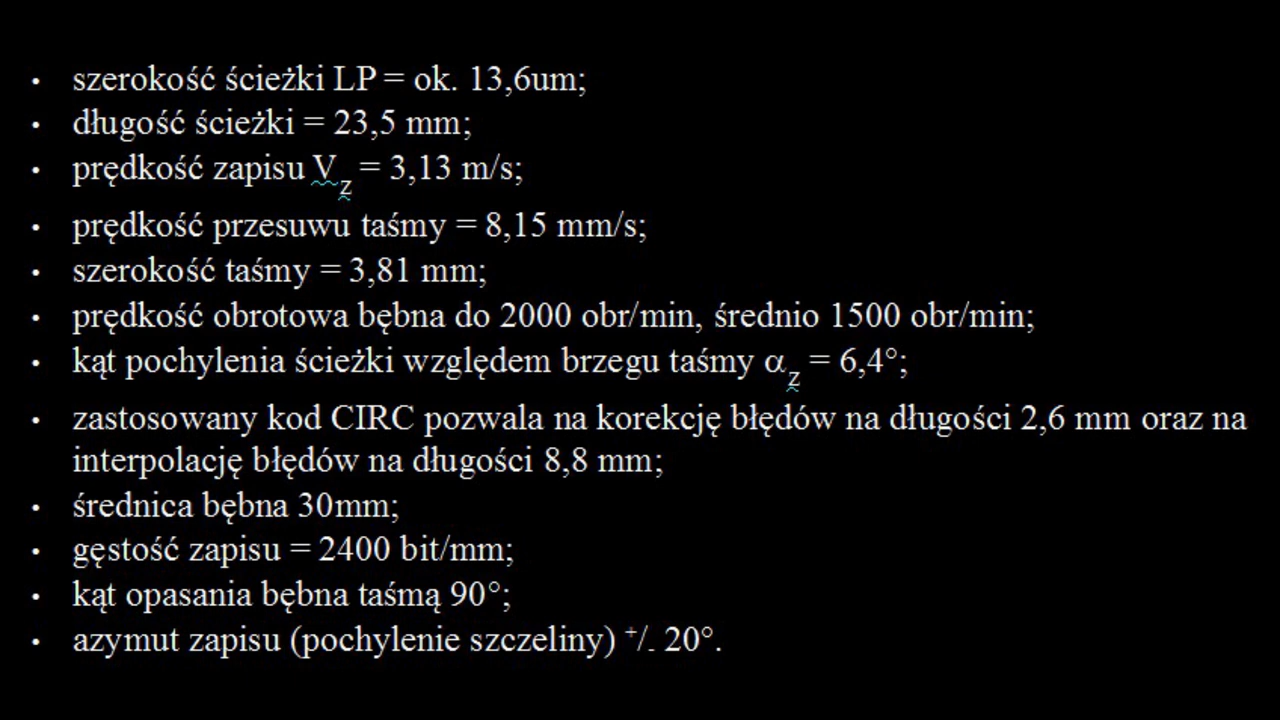 • szerokość ścieżki LP = ok. 13,6um;
• długość ścieżki = 23,5 mm;
• prędkość zapisu Vz = 3,13 m/s;
• prędkość przesuwu taśmy = 8,15 mm/s;
• szerokość taśmy = 3,81 mm;
• prędkość obrotowa bębna do 2000 obr/min, średnio 1500 obr/min;
• kąt pochylenia ścieżki względem brzegu taśmy αz = 6,4°;
• zastosowany kod CIRC pozwala na korekcję błędów na długości 2,6 mm oraz na
interpolację błędów na długości 8,8 mm;
• średnica bębna 30mm;
• gęstość zapisu = 2400 bit/mm;
• kąt opasania bębna taśmą 90°;
• azymut zapisu (pochylenie szczeliny) +/- 20°.